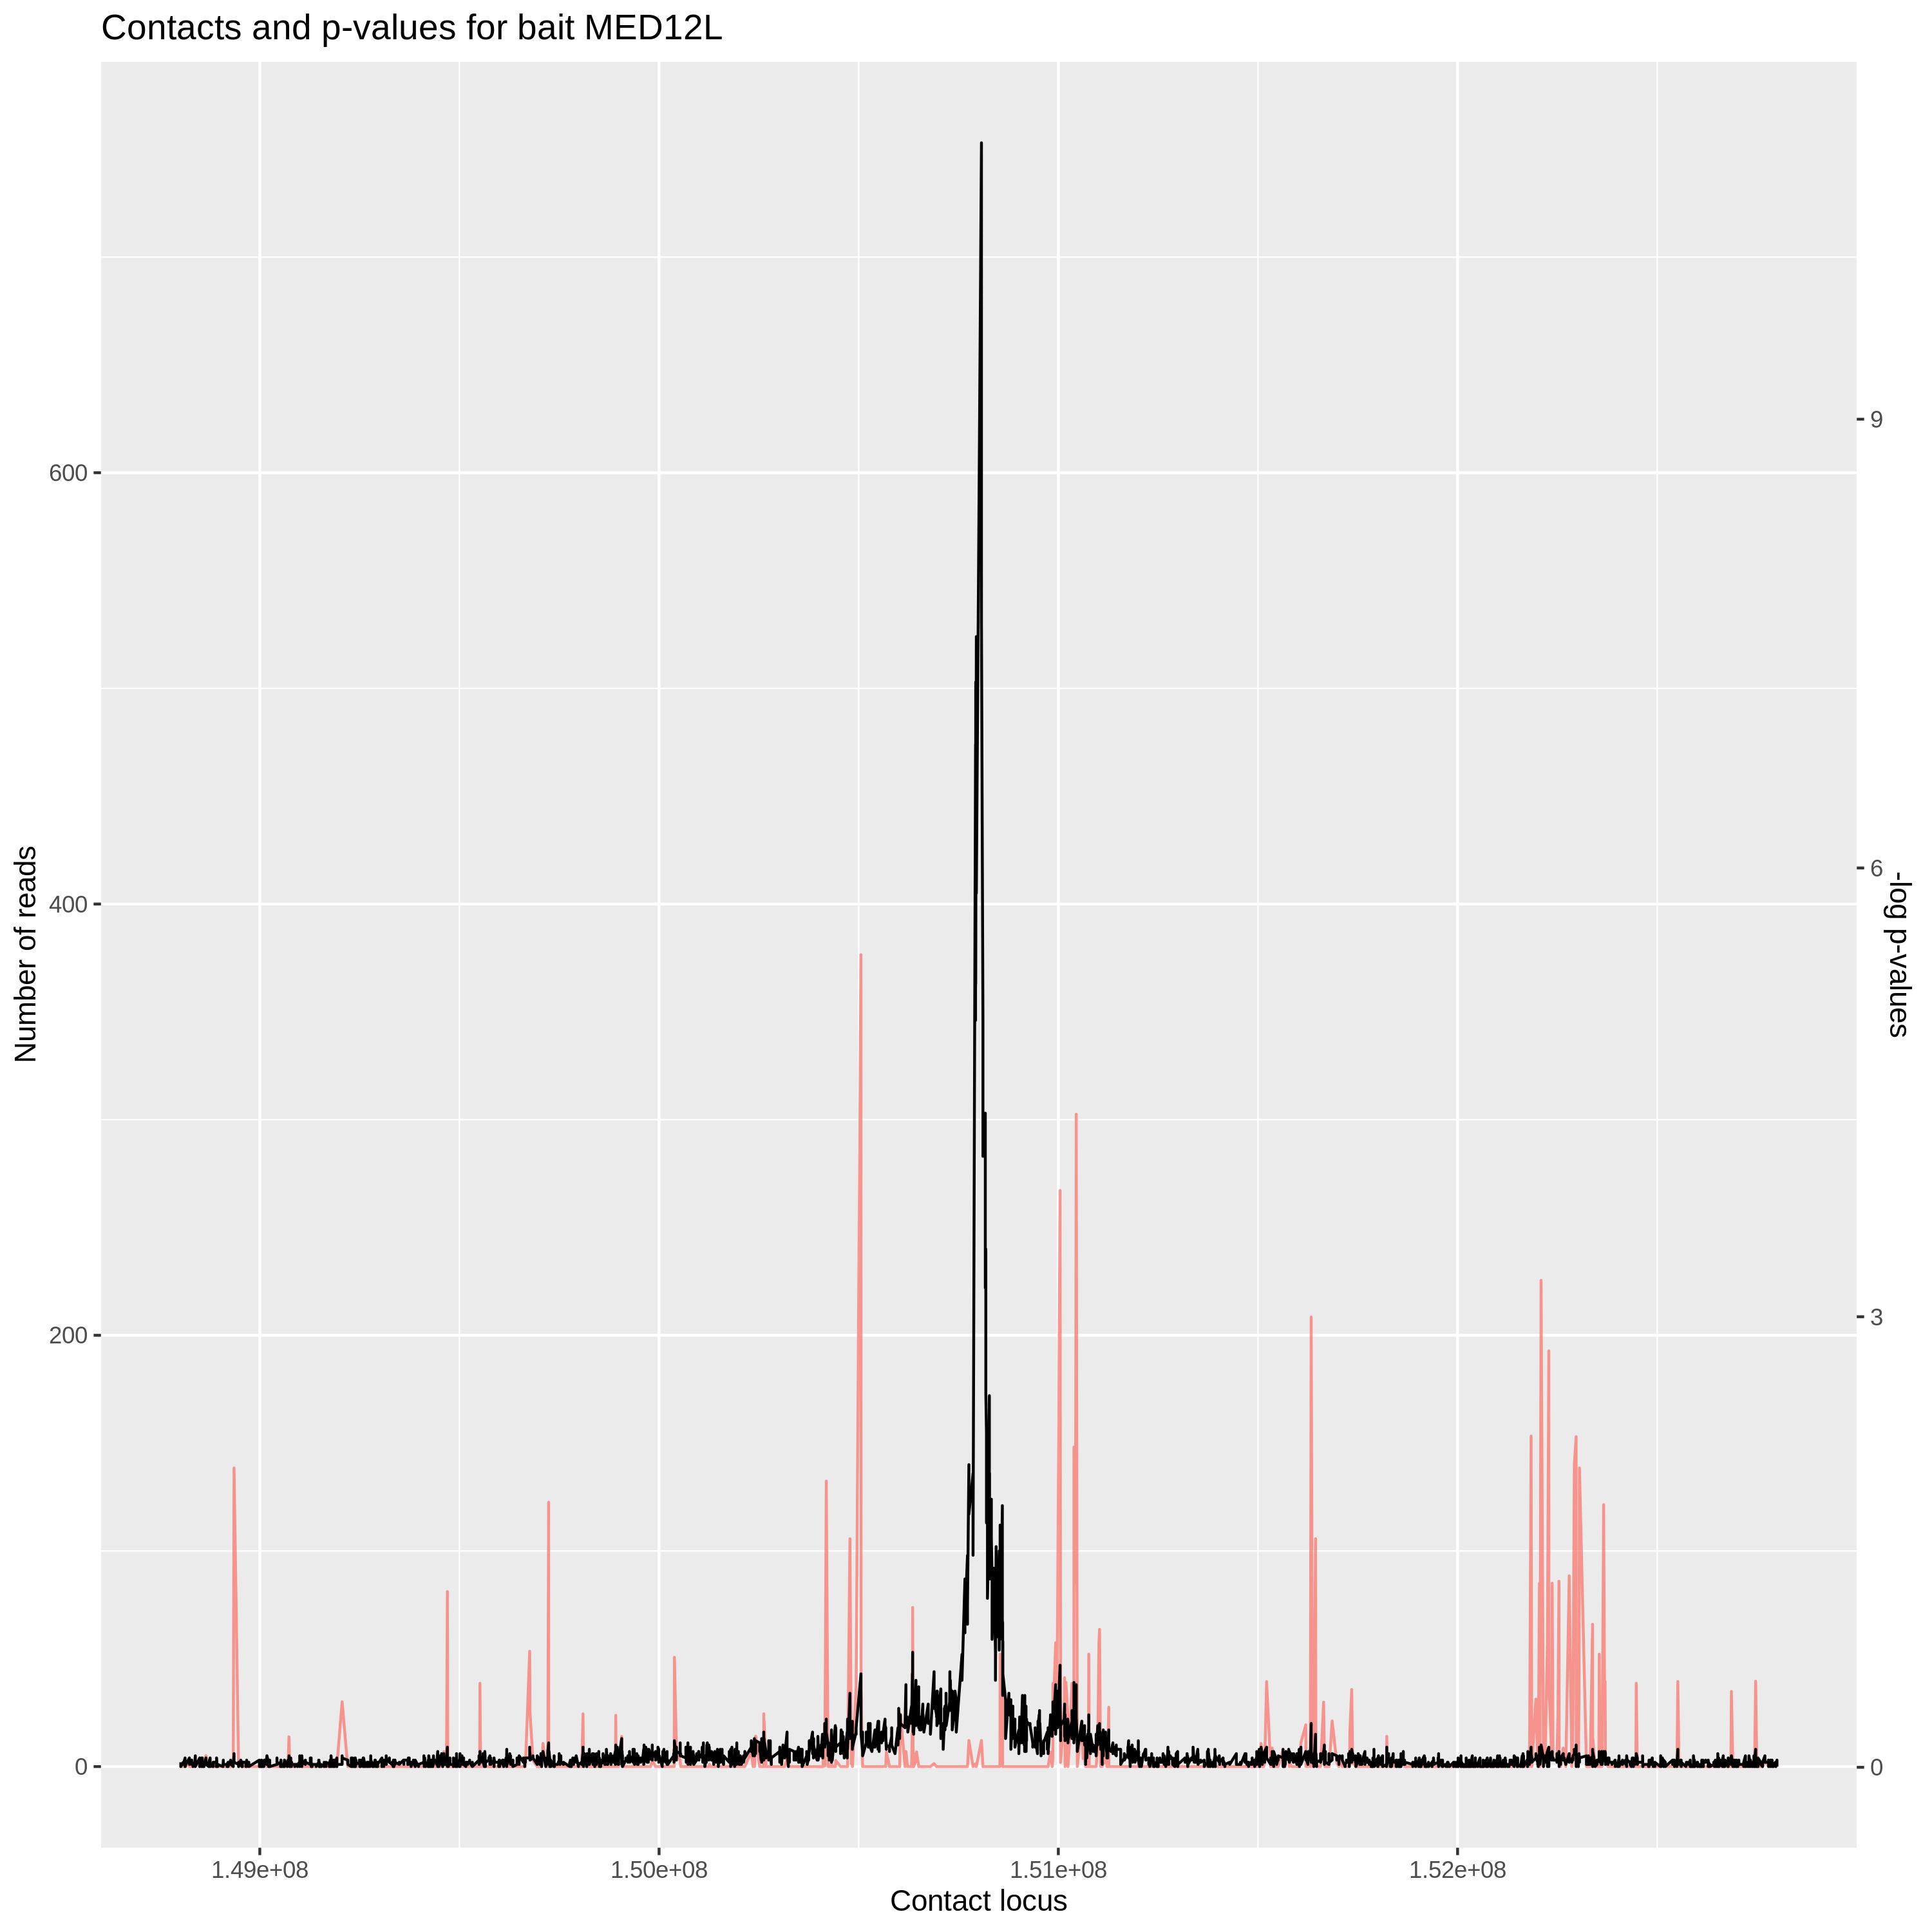 Contacts and p-values for bait MED12L
Number of reads
600
400
200
0
9
6
3
0
-log p-values
1.49e+08
1.50e+08
1.51e+08
1.52e+08
Contact locus